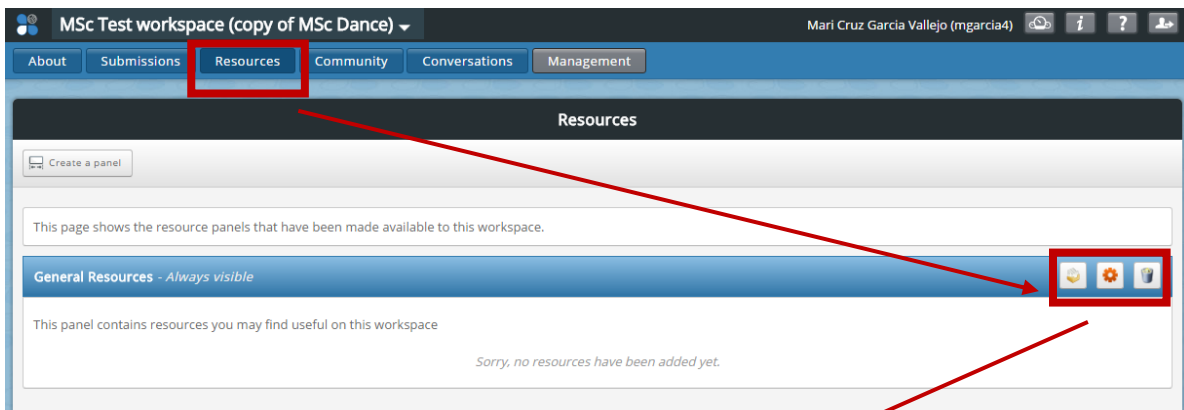 MSc Test workspace (copy of MSc Dance)
Mari Cruz Garcia Vallejo (mgarcia4) i ?
About Submissions Resources Community Conversations Management
Resources
Create a panel
This page shows the resource panels that have been made available to this workspace.
General Resources - Always visible
This panel contains resources you may find useful on this workspace
Sorry, no resources have been added yet.